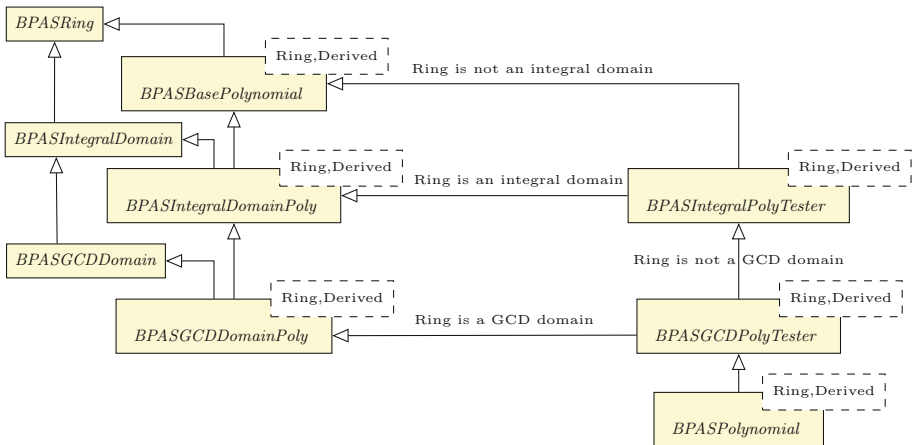 BPASRing
Ring,Derived
BPASBasePolynomial
Ring is not an integral domain
BPASIntegralDomain
Ring,Derived
BPASIntegralDomainPoly
Ring is an integral domain
Ring,Derived
BPASIntegralPolyTester
BPASGCDDomain
Ring is not a GCD domain
Ring,Derived
BPASGCDDomainPoly
Ring is a GCD domain
Ring,Derived
BPASGCDPolyTester
Ring,Derived
BPASPolynomial